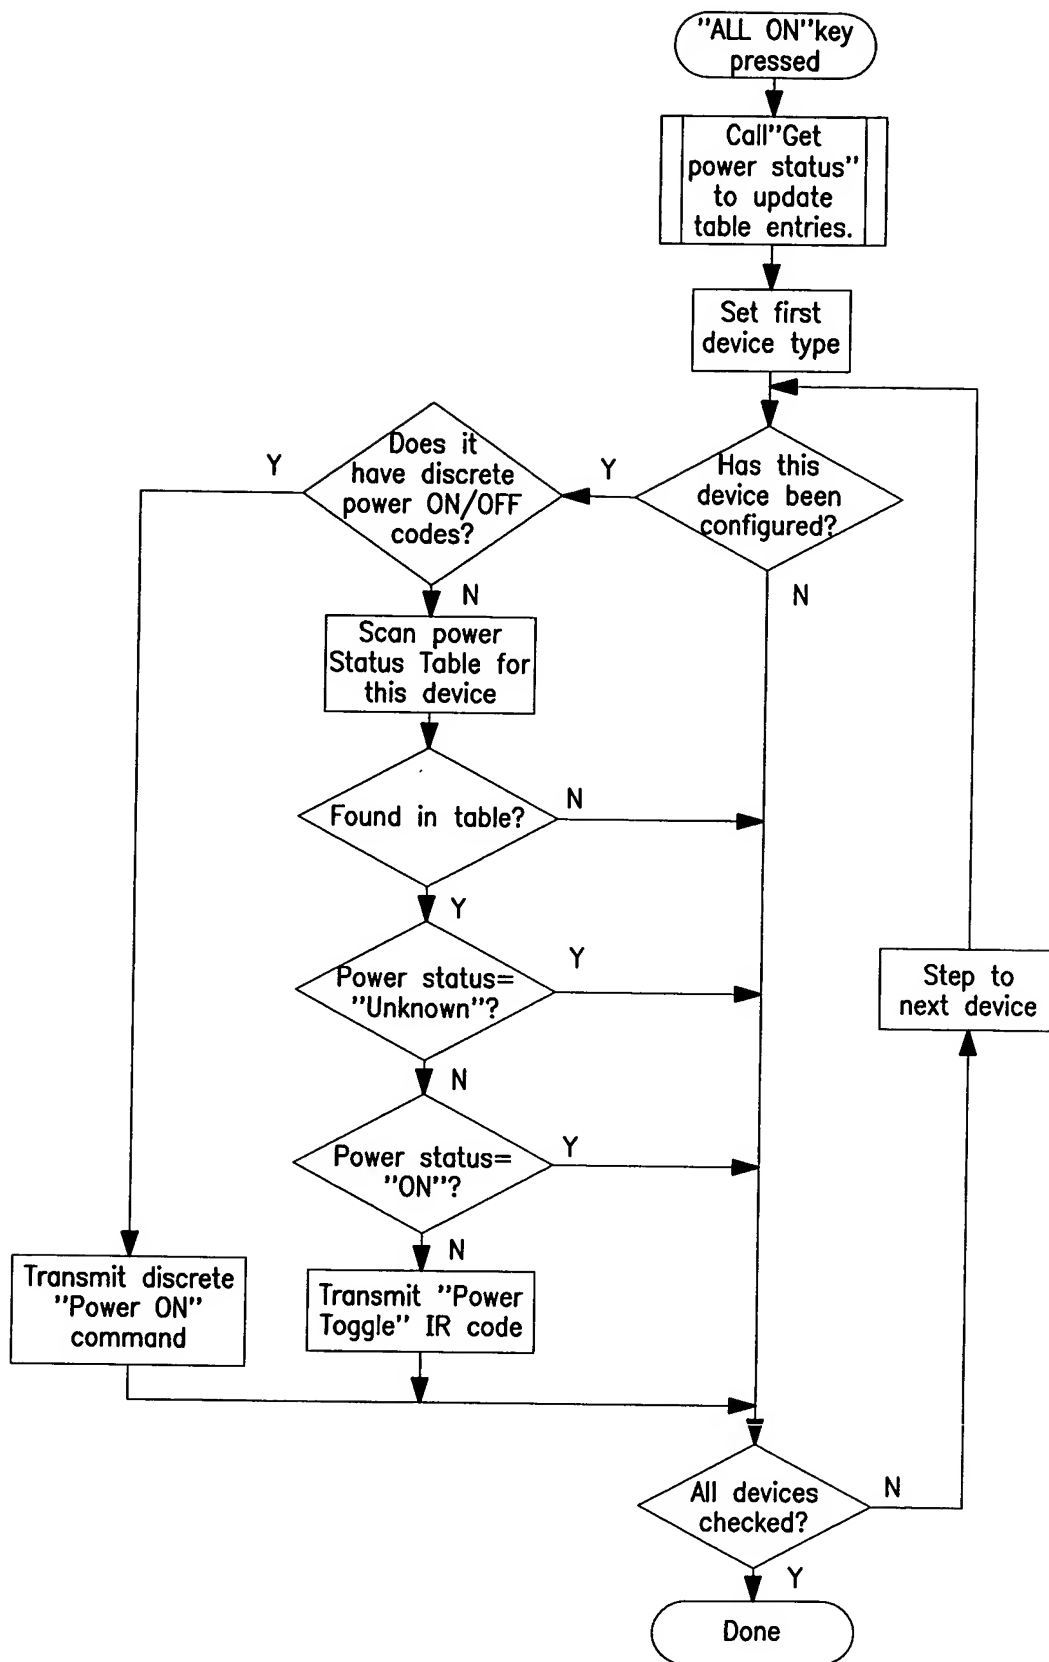 "ALL ON"key
pressed
Call"Get
power status"
to update
table entries.
Set first
device type
Has this
device been
configured?
Y
N
Does it
have discrete
power ON/OFF
codes?
Y
N
Scan power
Status Table for
this device
Found in table?
N
Y
Power status=
"Unknown"?
Y
N
Power status=
"ON"?
Y
N
Transmit discrete
"Power ON"
command
Transmit "Power
Toggle" IR code
Step to
next device
All devices
checked?
N
Y
Done